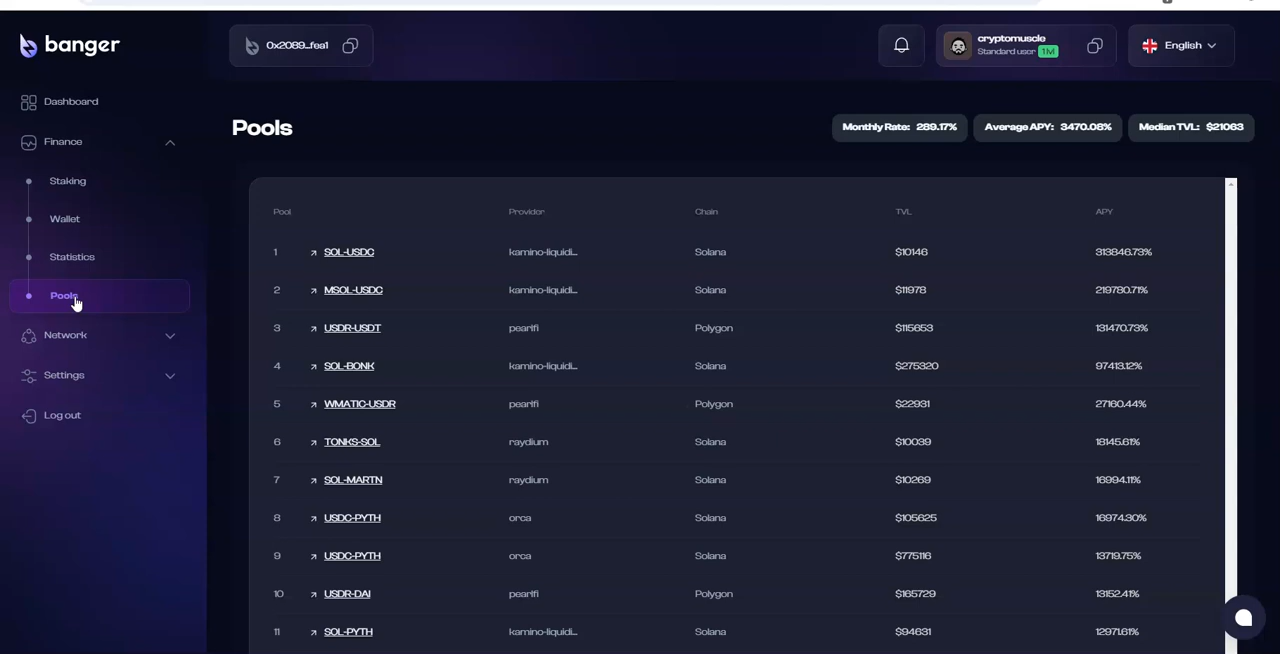 banger
0x2089...fea1
cryptomuscle
Standard user 1M
English
Dashboard
Finance
Staking
Wallet
Statistics
Pools
Network
Settings
Log out
Pools
Monthly Rate: 289.17%
Average APY: 3470.08%
Median TVL: $21063
Pool Providor Chain TVL APY
1 SOL-USDC kamino-liquidi... Solana $10146 313846.73%
2 MSOL-USDC kamino-liquidi... Solana $11978 219780.71%
3 USDR-USDT pearlfi Polygon $115653 131470.73%
4 SOL-BONK kamino-liquidi... Solana $275320 97413.12%
5 WMATIC-USDR pearlfi Polygon $22931 27160.44%
6 TONKS-SOL raydium Solana $10039 18145.61%
7 SOL-MARTN raydium Solana $10269 16994.11%
8 USDC-PYTH orca Solana $105625 16974.30%
9 USDC-PYTH orca Solana $775116 13719.75%
10 USDR-DAI pearlfi Polygon $165729 13152.41%
11 SOL-PYTH kamino-liquidi... Solana $94631 12971.61%